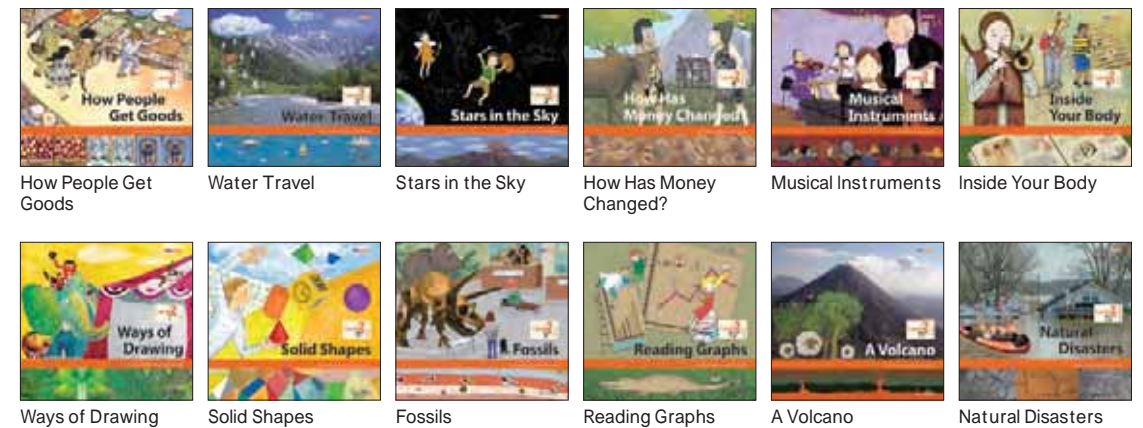 How People
Get Goods
Water Travel
Stars in the Sky
How Has
Money Changed?
Musical
Instruments
Inside
Your Body
How People Get
Goods
Water Travel
Stars in the Sky
How Has Money
Changed?
Musical Instruments
Inside Your Body
Ways of
Drawing
Solid Shapes
Fossils
Reading Graphs
A Volcano
Natural
Disasters
Ways of Drawing
Solid Shapes
Fossils
Reading Graphs
A Volcano
Natural Disasters